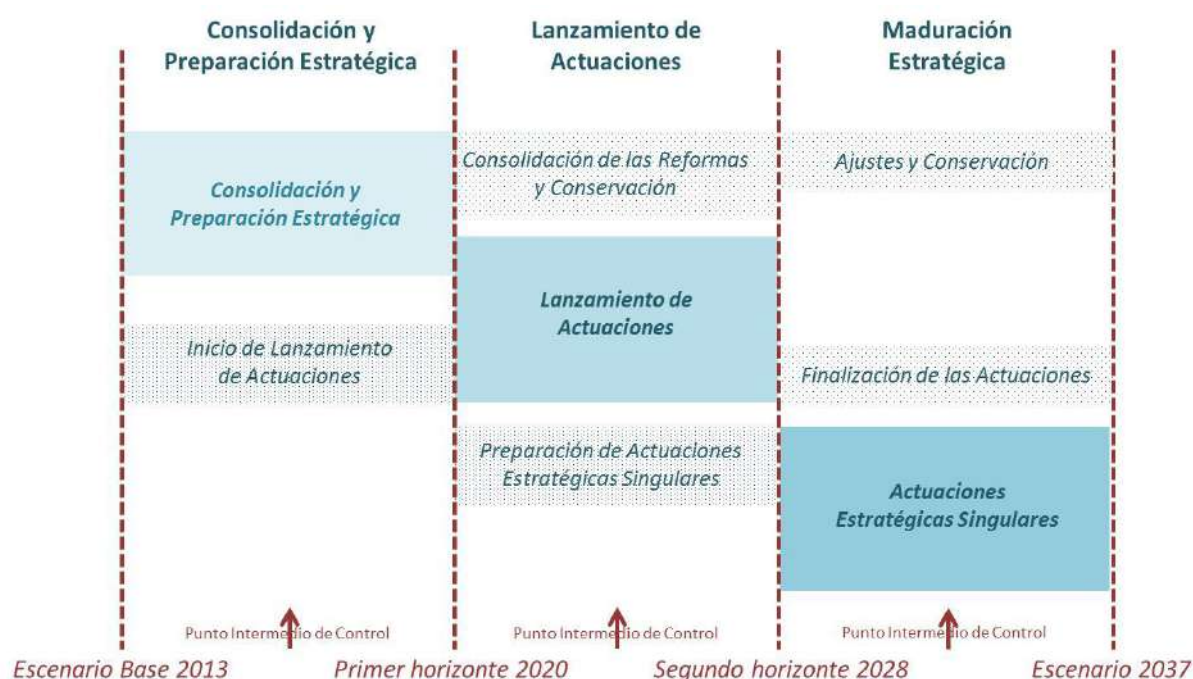 Consolidación y
Preparación Estratégica
Lanzamiento de
Actuaciones
Maduración
Estratégica
Consolidación y
Preparación Estratégica
Consolidación de las Reformas
y Conservación
Ajustes y Conservación
Lanzamiento de
Actuaciones
Inicio de Lanzamiento
de Actuaciones
Finalización de las Actuaciones
Preparación de Actuaciones
Estratégicas Singulares
Actuaciones
Estratégicas Singulares
Punto Intermedio de Control
Punto Intermedio de Control
Punto Intermedio de Control
Escenario Base 2013
Primer horizonte 2020
Segundo horizonte 2028
Escenario 2037